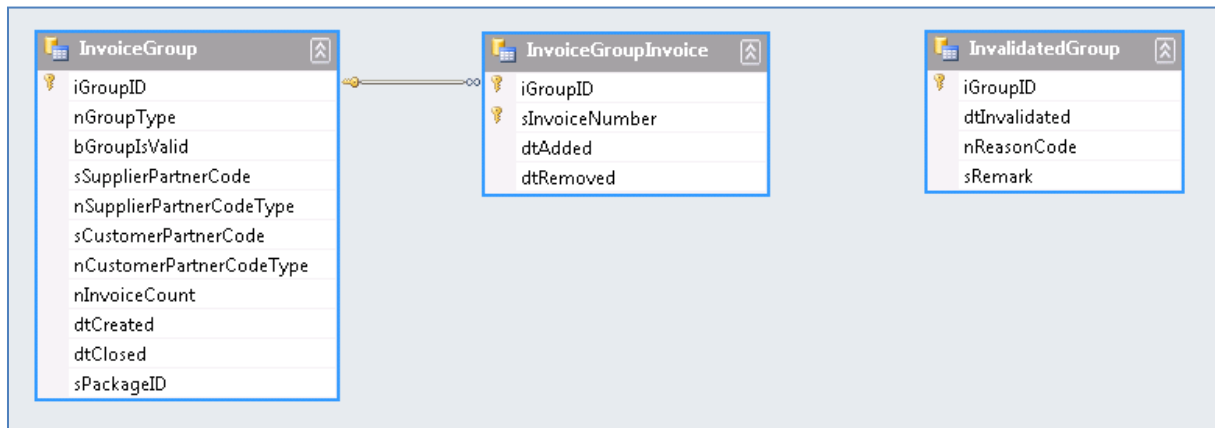 InvoiceGroup
iGroupID
nGroupType
bGroupIsValid
sSupplierPartnerCode
nSupplierPartnerCodeType
sCustomerPartnerCode
nCustomerPartnerCodeType
nInvoiceCount
dtCreated
dtClosed
sPackageID
InvoiceGroupInvoice
iGroupID
sInvoiceNumber
dtAdded
dtRemoved
InvalidatedGroup
iGroupID
dtInvalidated
nReasonCode
sRemark